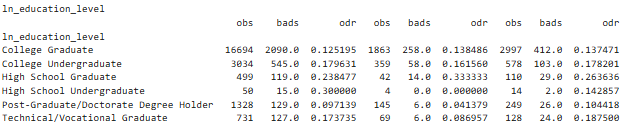 ln_education_level
obs bads odr obs bads odr obs bads odr
ln_education_level
College Graduate 16694 2090.0 0.125195 1863 258.0 0.138486 2997 412.0 0.137471
College Undergraduate 3034 545.0 0.179631 359 58.0 0.161560 578 103.0 0.178201
High School Graduate 499 119.0 0.238477 42 14.0 0.333333 110 29.0 0.263636
High School Undergraduate 50 15.0 0.300000 4 0.0 0.000000 14 2.0 0.142857
Post-Graduate/Doctorate Degree Holder 1328 129.0 0.097139 145 6.0 0.041379 249 26.0 0.104418
Technical/Vocational Graduate 731 127.0 0.173735 69 6.0 0.086957 128 24.0 0.187500